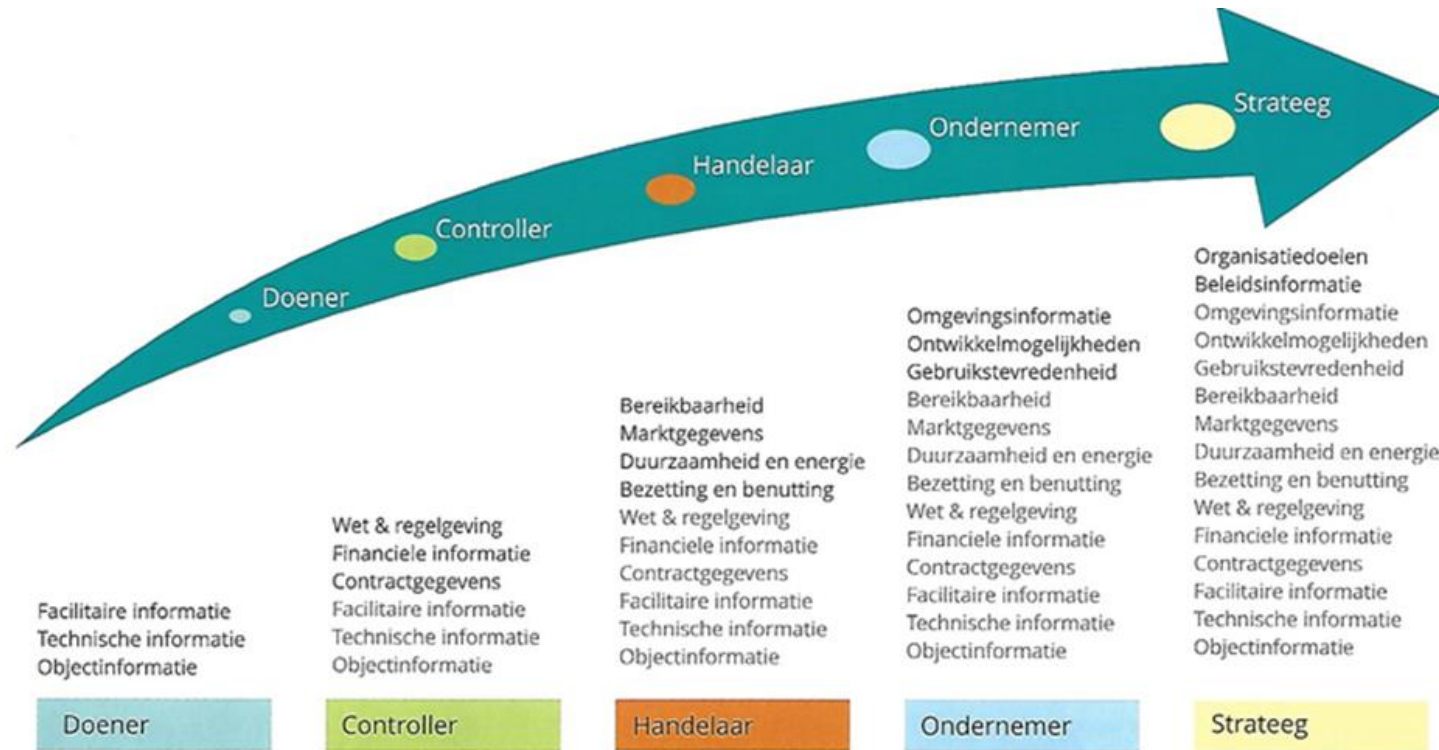 Strateeg
Ondernemer
Handelaar
Controller
Doener
Facilitaire informatie
Technische informatie
Objectinformatie
Doener
Wet & regelgeving
Financiele informatie
Contractgegevens
Facilitaire informatie
Technische informatie
Objectinformatie
Controller
Bereikbaarheid
Marktgegevens
Duurzaamheid en energie
Bezetting en benutting
Wet & regelgeving
Financiele informatie
Contractgegevens
Facilitaire informatie
Technische informatie
Objectinformatie
Handelaar
Omgevingsinformatie
Ontwikkelmogelijkheden
Gebruikstevredenheid
Bereikbaarheid
Marktgegevens
Duurzaamheid en energie
Bezetting en benutting
Wet & regelgeving
Financiele informatie
Contractgegevens
Facilitaire informatie
Technische informatie
Objectinformatie
Ondernemer
Organisatiedoelen
Beleidsinformatie
Omgevingsinformatie
Ontwikkelmogelijkheden
Gebruikstevredenheid
Bereikbaarheid
Marktgegevens
Duurzaamheid en energie
Bezetting en benutting
Wet & regelgeving
Financiele informatie
Contractgegevens
Facilitaire informatie
Technische informatie
Objectinformatie
Strateeg